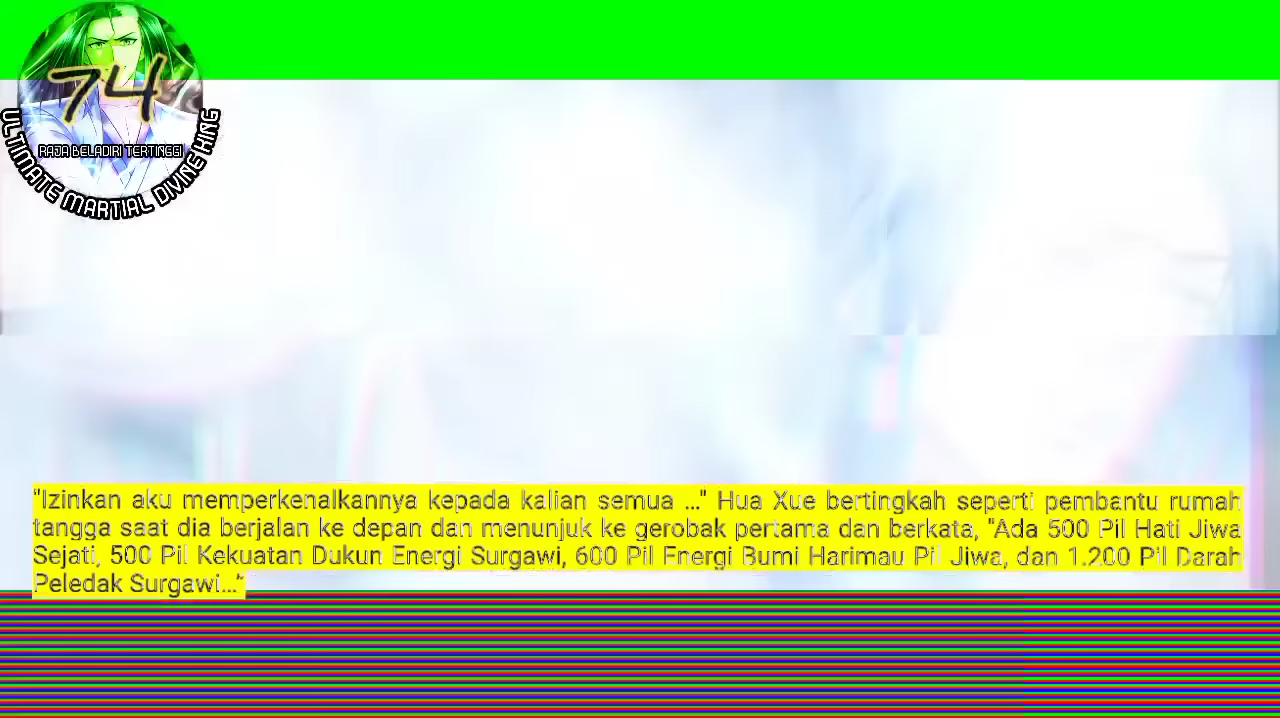 74
RAJA BELADIRI TERTINGGI
ULTIMATE MARTIAL DIVINE KING
"Izinkan aku memperkenalkannya kepada kalian semua ..." Hua Xue bertingkah seperti pembantu rumah
tangga saat dia berjalan ke depan dan menunjuk ke gerobak pertama dan berkata, "Ada 500 Pil Hati Jiwa
Sejati, 500 Pil Kekuatan Dukun Energi Surgawi, 600 Pil Energi Bumi Harimau Pil Jiwa, dan 1.200 Pil Darah
Peledak Surgawi..."